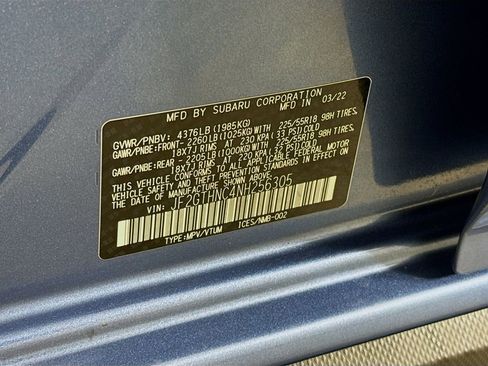 MFD BY SUBARU CORPORATION
MFD IN 03/22
GVWR/PNBV: 4376LB(1985KG)
GAWR/PNBE:FRONT- 2260LB(1025KG)WITH 225/55R18 98H TIRES,
18X7J RIMS AT 230 KPA(33 PSI)COLD SINGLE
GAWR/PNBE:REAR - 2205LB(1000KG)WITH 225/55R18 98H TIRES,
18X7J RIMS AT 220 KPA(32 PSI)COLD SINGLE
THIS VEHICLE CONFORMS TO ALL APPLICABLE FEDERAL MOTOR
VEHICLE SAFETY AND
THEFT PREVENTION STANDARDS IN EFFECT ON
THE DATE OF MANUFACTURE SHOWN ABOVE.
VIN: JF2GTHNC4NH256305
TYPE:MPV/VTUM ICES/NMB-002